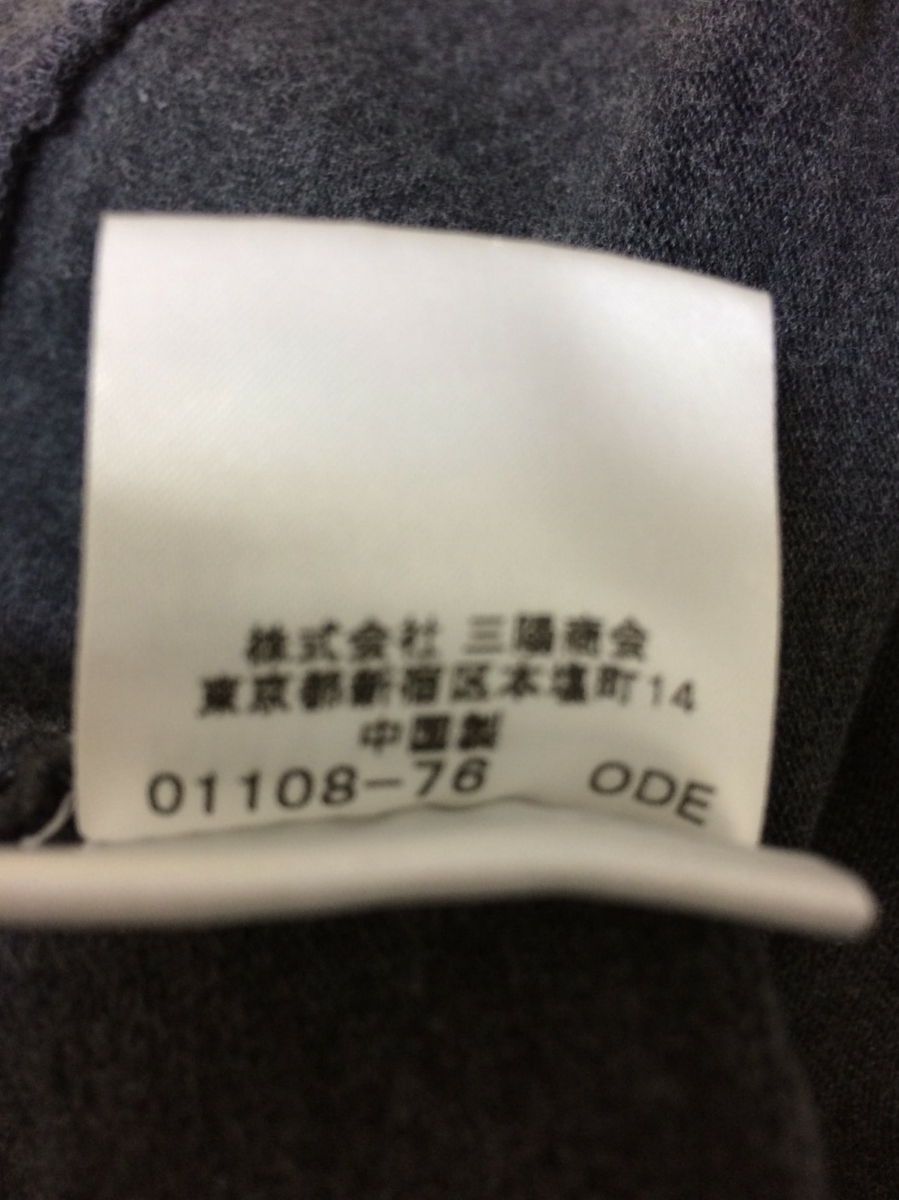 株式会社 三陽商会
東京都新宿区本塩町14
中国製
01108-76 ODE